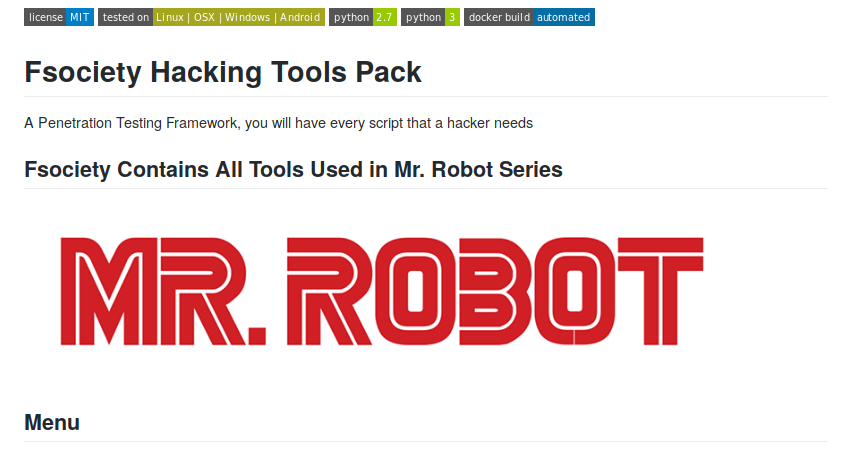 license MIT tested on Linux | OSX | Windows | Android python 2.7 python 3 docker build automated
Fsociety Hacking Tools Pack
A Penetration Testing Framework, you will have every script that a hacker needs
Fsociety Contains All Tools Used in Mr. Robot Series
MR. ROBOT
Menu